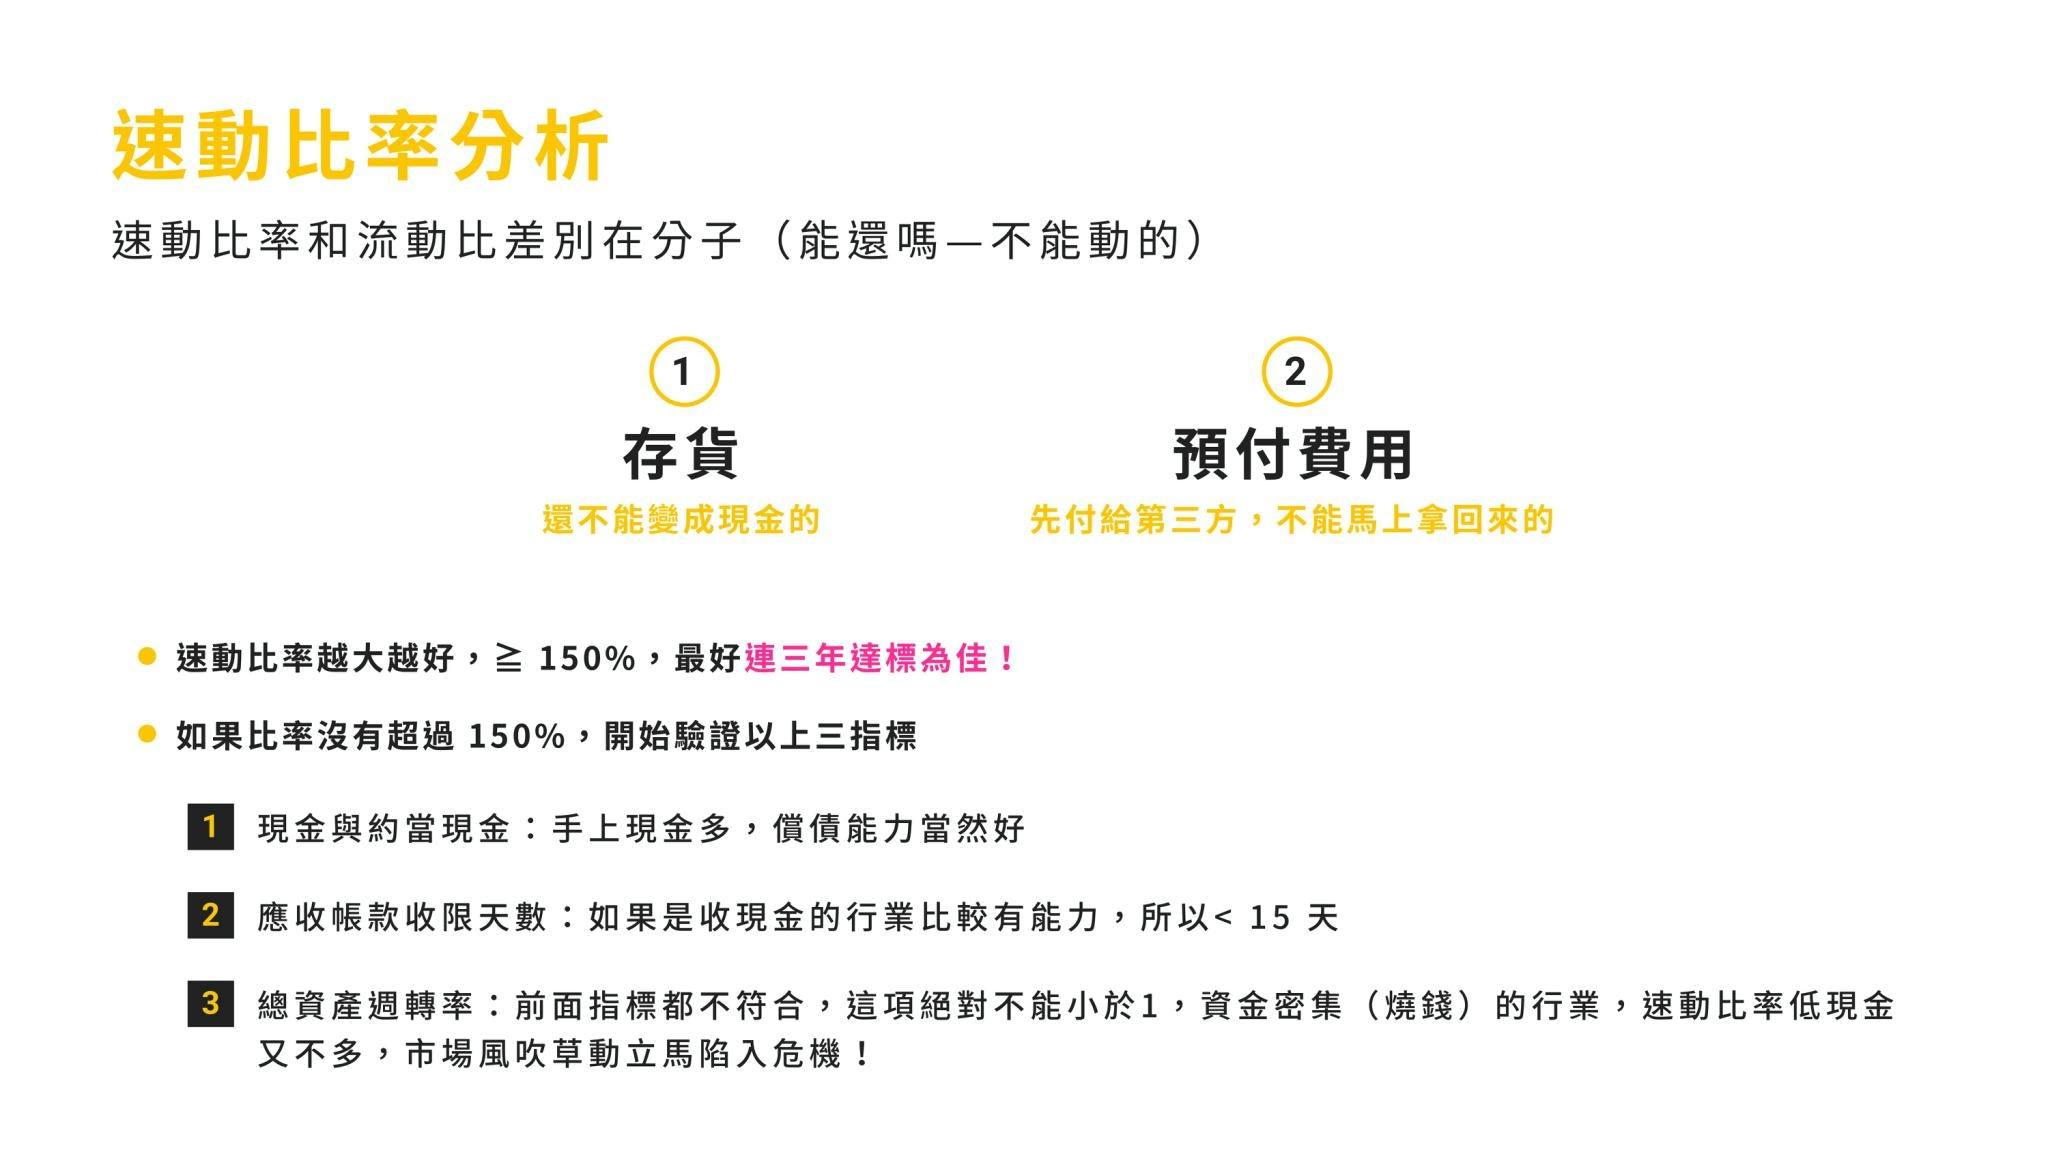 速動比率分析
速動比率和流動比差別在分子（能還嗎—不能動的）
1
存貨
還不能變成現金的
2
預付費用
先付給第三方，不能馬上拿回來的
速動比率越大越好，≧ 150%，最好連三年達標為佳！
如果比率沒有超過 150%，開始驗證以上三指標
1 現金與約當現金：手上現金多，償債能力當然好
2 應收帳款收限天數：如果是收現金的行業比較有能力，所以< 15 天
3 總資產週轉率：前面指標都不符合，這項絕對不能小於1，資金密集（燒錢）的行業，速動比率低現金
又不多，市場風吹草動立馬陷入危機！